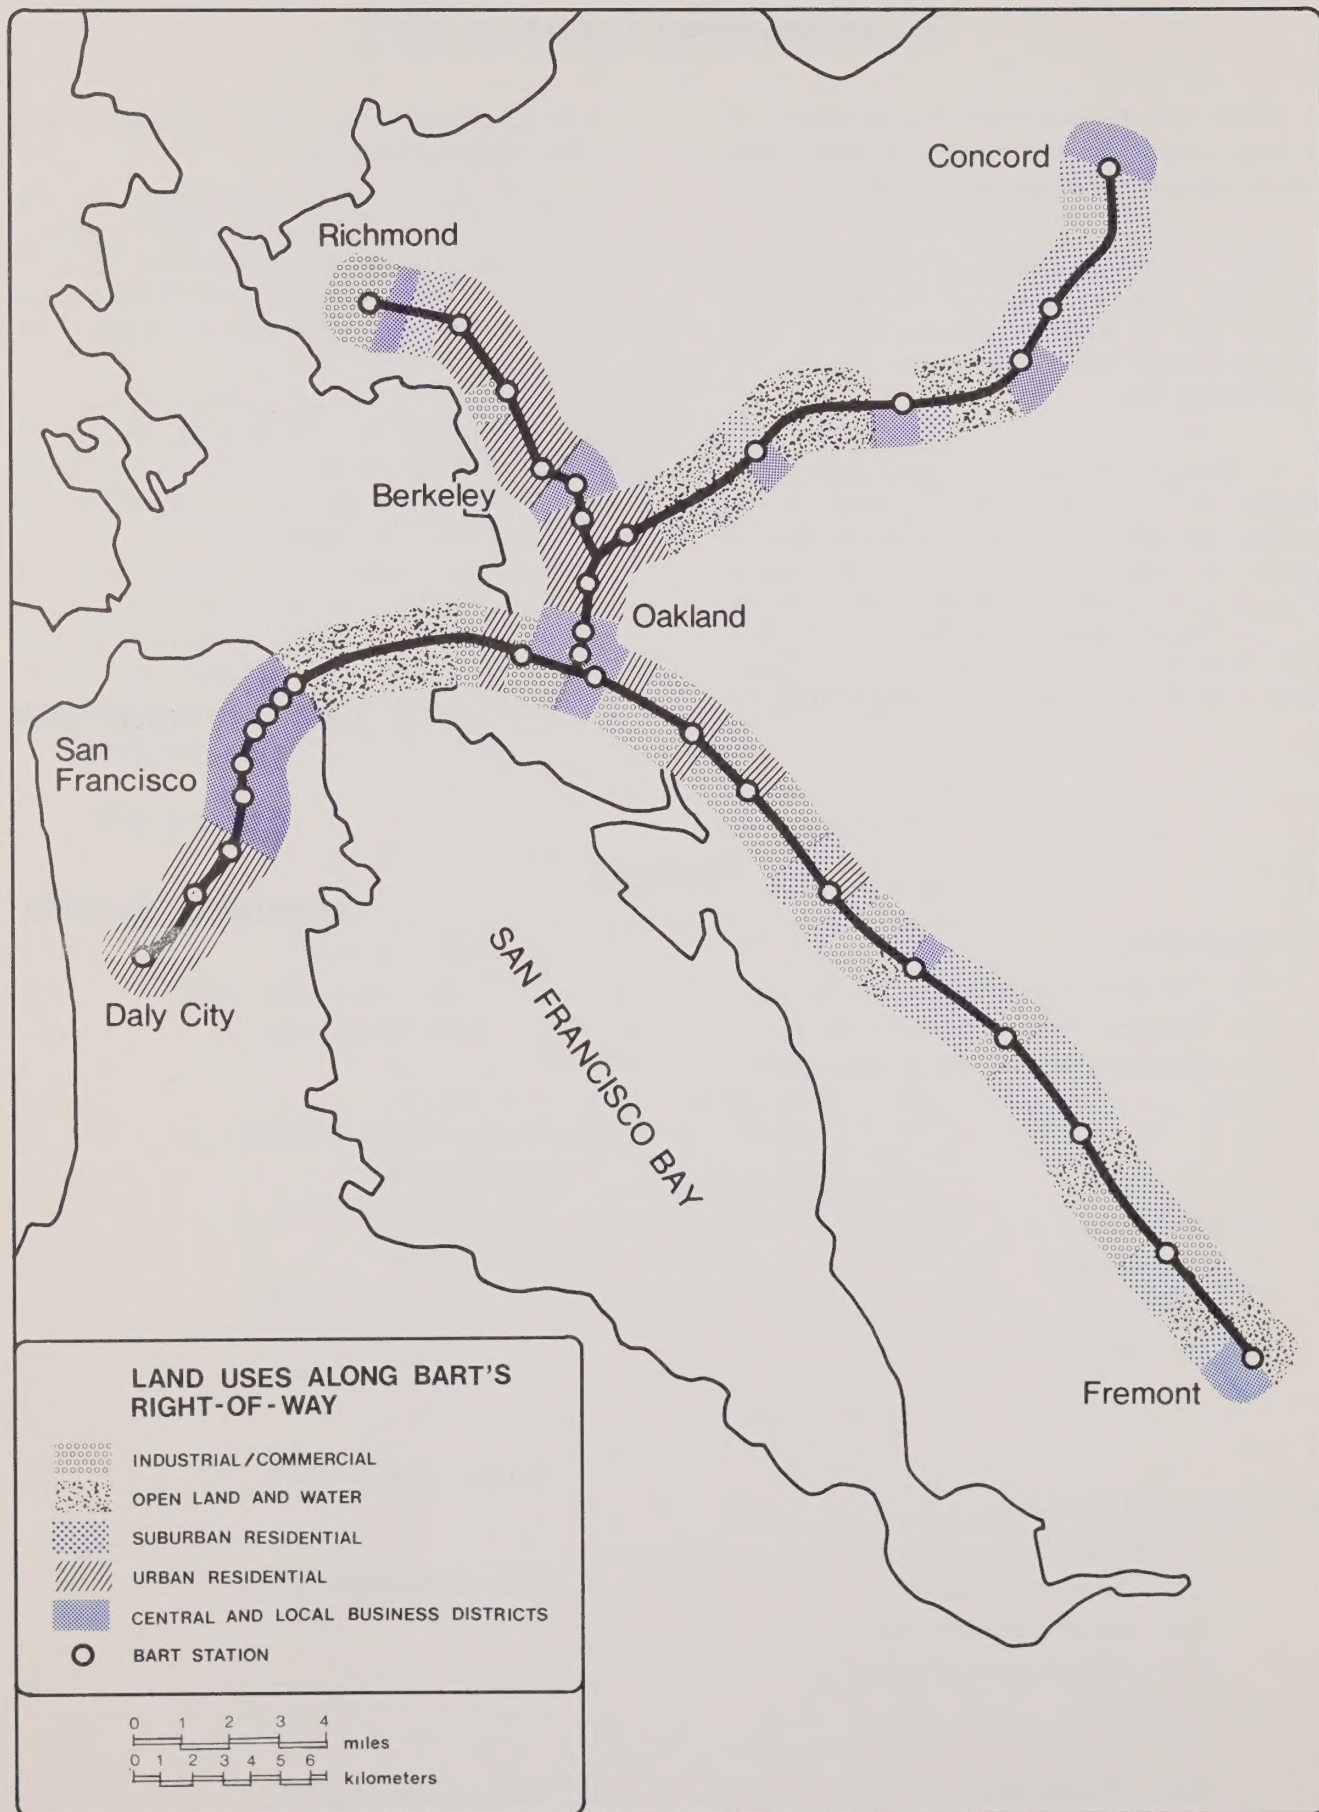 Concord
Richmond
Berkeley
Oakland
San
Francisco
Daly City
SAN FRANCISCO BAY
Fremont
LAND USES ALONG BART'S
RIGHT-OF-WAY
INDUSTRIAL/COMMERCIAL
OPEN LAND AND WATER
SUBURBAN RESIDENTIAL
URBAN RESIDENTIAL
CENTRAL AND LOCAL BUSINESS DISTRICTS
BART STATION
0 1 2 3 4
miles
0 1 2 3 4 5 6
kilometers